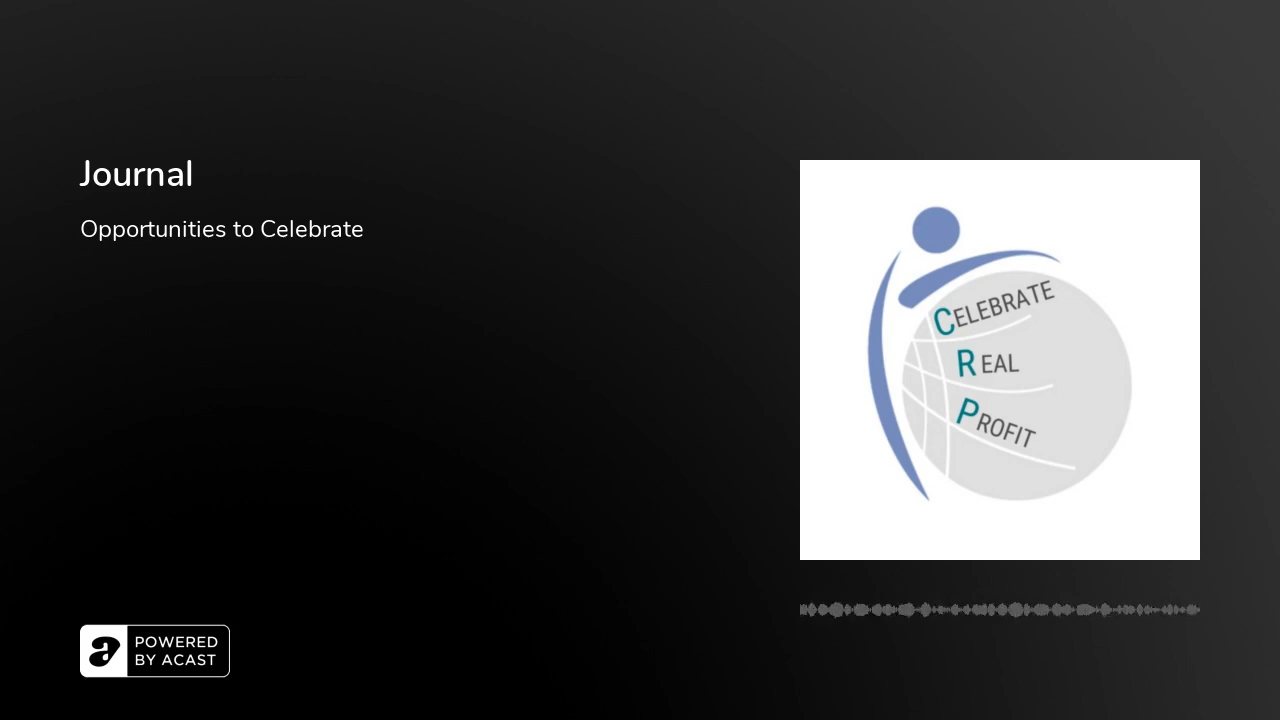 Journal
Opportunities to Celebrate
CELEBRATE
REAL
PROFIT
POWERED
BY ACAST